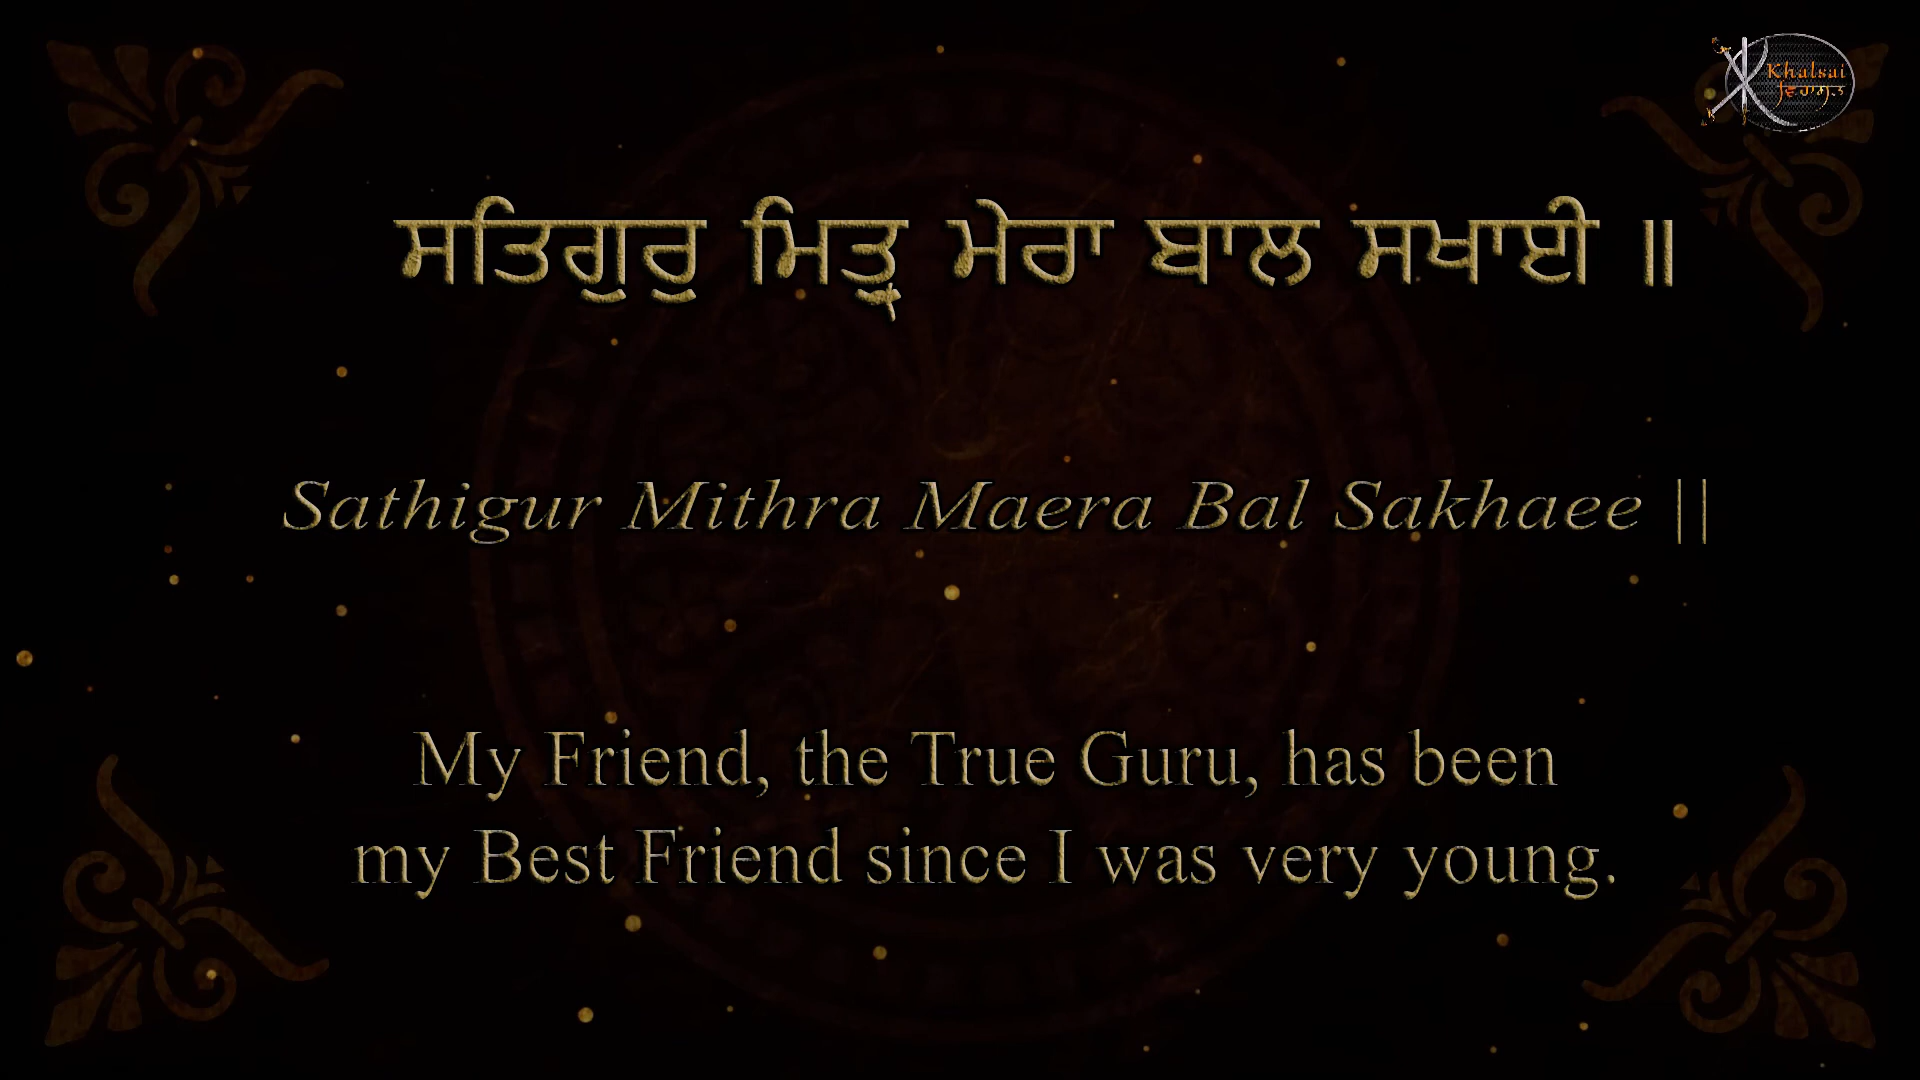 Khalsai
ਵਿਰਾਸਤ
ਸਤਿਗੁਰੁ ਮਿਤ੍ਰ ਮੇਰਾ ਬਾਲ ਸਖਾਈ ॥
Sathigur Mithra Maera Bal Sakhaee ||
My Friend, the True Guru, has been
my Best Friend since I was very young.